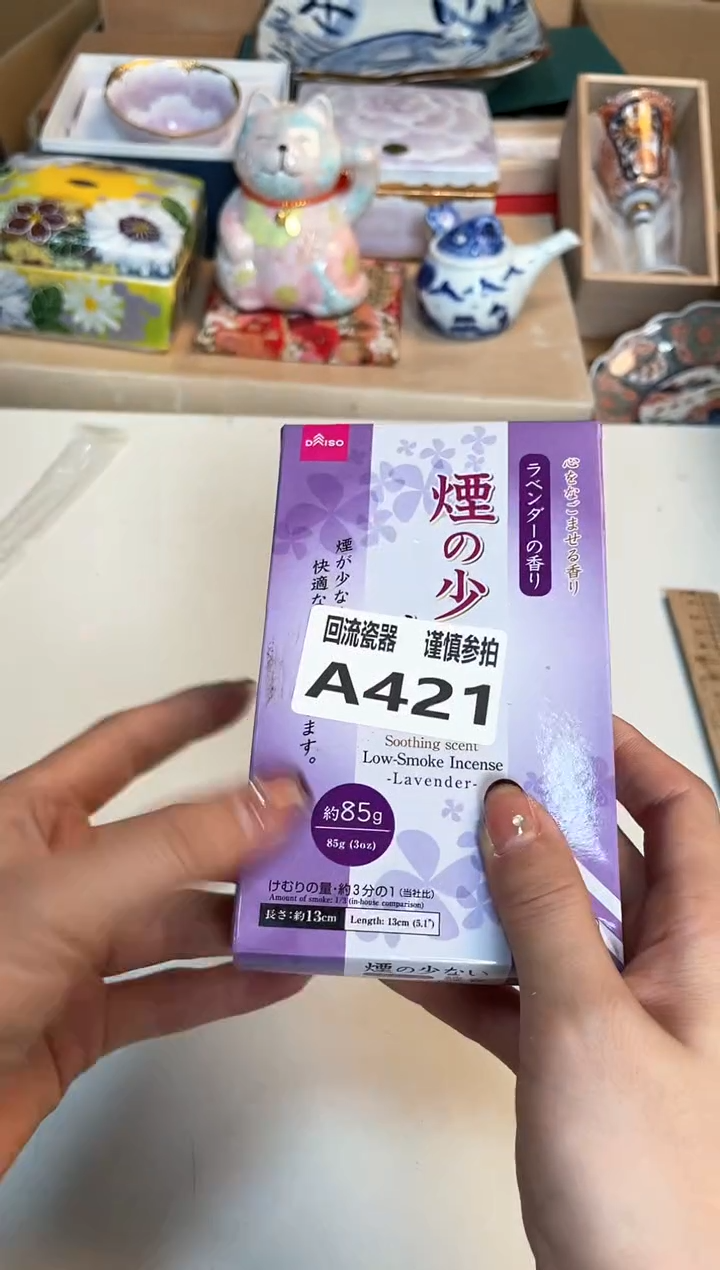 DAISO
心をなごませる香り
ラベンダーの香り
煙の少
煙が少な
快適な
ます。
回流瓷器 谨慎参拍
A421
Soothing scent
Low-Smoke Incense
-Lavender-
約85g
85g (3oz)
けむりの量・約3分の1(当社比)
Amount of smoke: 1/3 (in-house comparison)
長さ:約13cm Length: 13cm (5.1")
煙の少ない